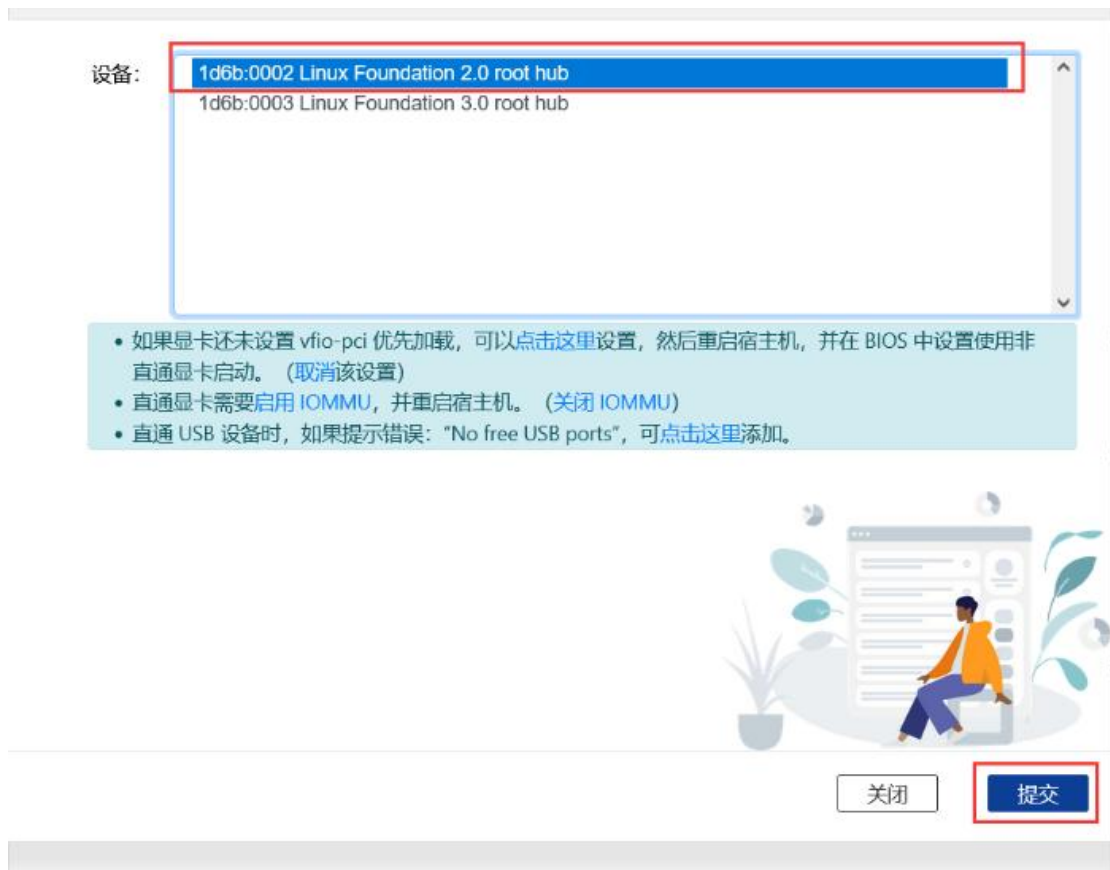 设备：
1d6b:0002 Linux Foundation 2.0 root hub
1d6b:0003 Linux Foundation 3.0 root hub
• 如果显卡还未设置 vfio-pci 优先加载，可以点击这里设置，然后重启宿主机，并在 BIOS 中设置使用非
直通显卡启动。（取消该设置）
• 直通显卡需要启用 IOMMU，并重启宿主机。（关闭 IOMMU）
• 直通 USB 设备时，如果提示错误：“No free USB ports”，可点击这里添加。
关闭
提交